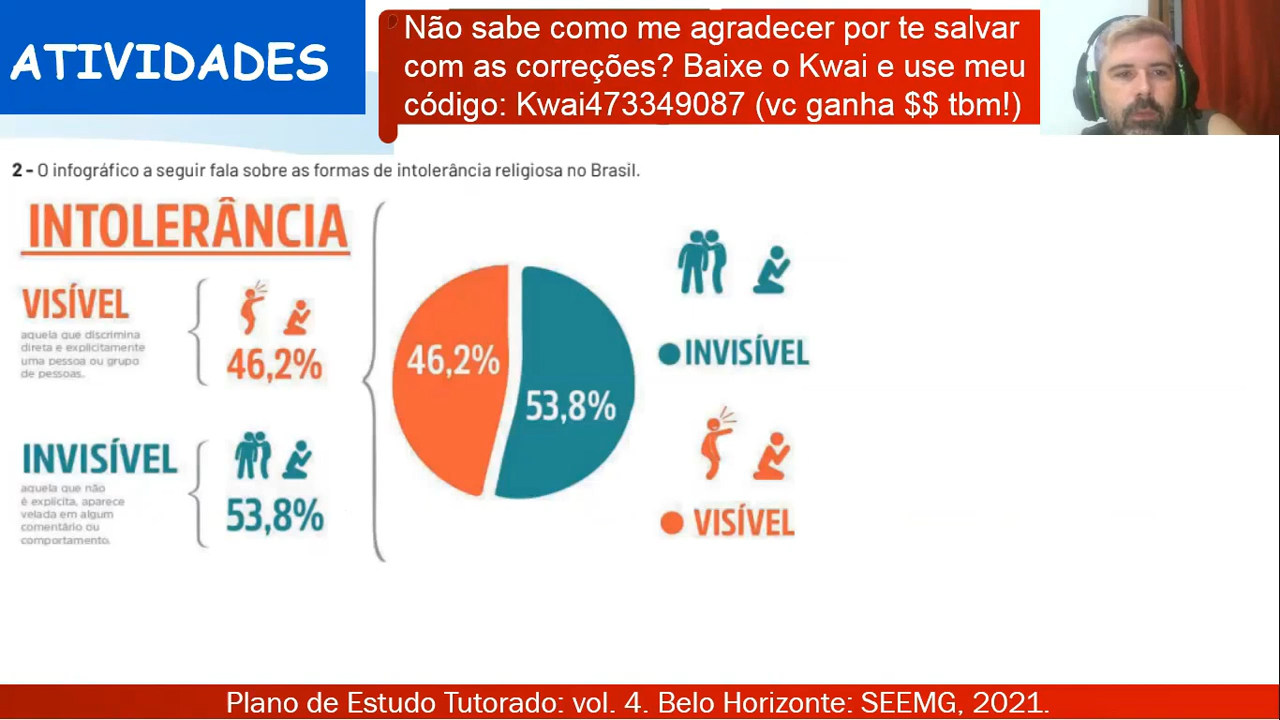 ATIVIDADES
Não sabe como me agradecer por te salvar
com as correções? Baixe o Kwai e use meu
código: Kwai473349087 (vc ganha $$ tbm!)
2 - O infográfico a seguir fala sobre as formas de intolerância religiosa no Brasil.
INTOLERÂNCIA
VISÍVEL
aquela que discrimina
direta e explicitamente
uma pessoa ou grupo
de pessoas.
46,2%
INVISÍVEL
aquela que não
é explícita, aparece
velada em algum
comentário ou
comportamento.
53,8%
46,2%
53,8%
INVISÍVEL
VISÍVEL
Plano de Estudo Tutorado: vol. 4. Belo Horizonte: SEEMG, 2021.